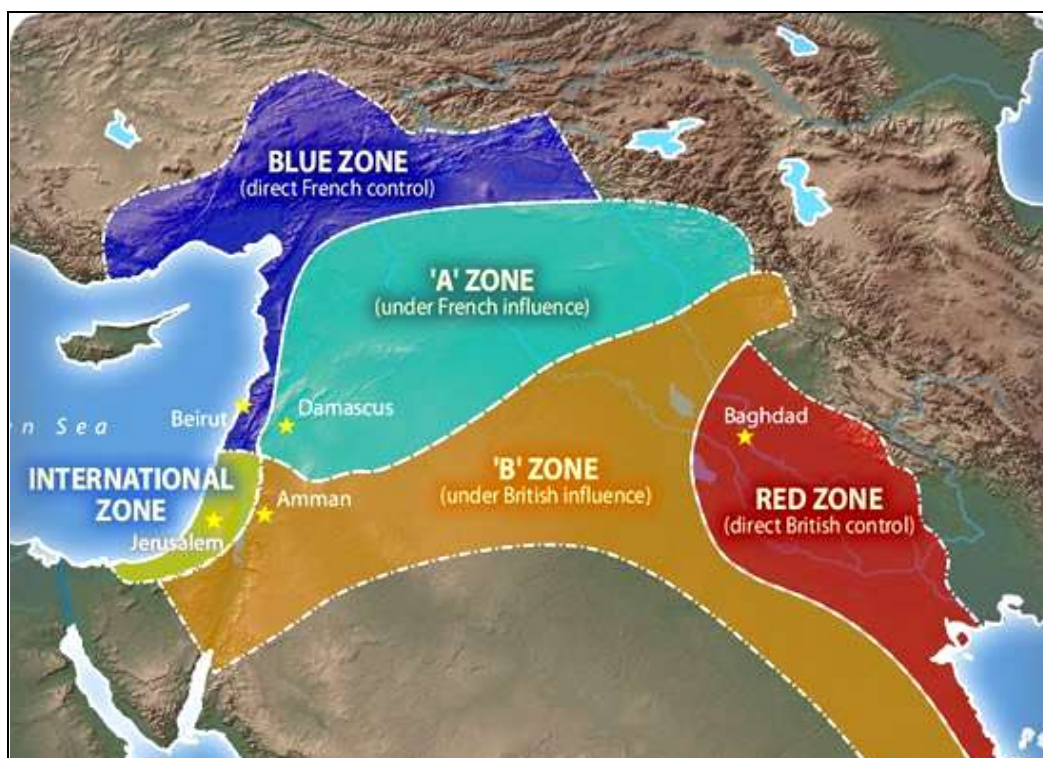 BLUE ZONE
(direct French control)
'A' ZONE
(under French influence)
Beirut
Damascus
Baghdad
n Sea
INTERNATIONAL
ZONE
'B' ZONE
(under British influence)
Amman
RED ZONE
(direct British control)
Jerusalem
Pe